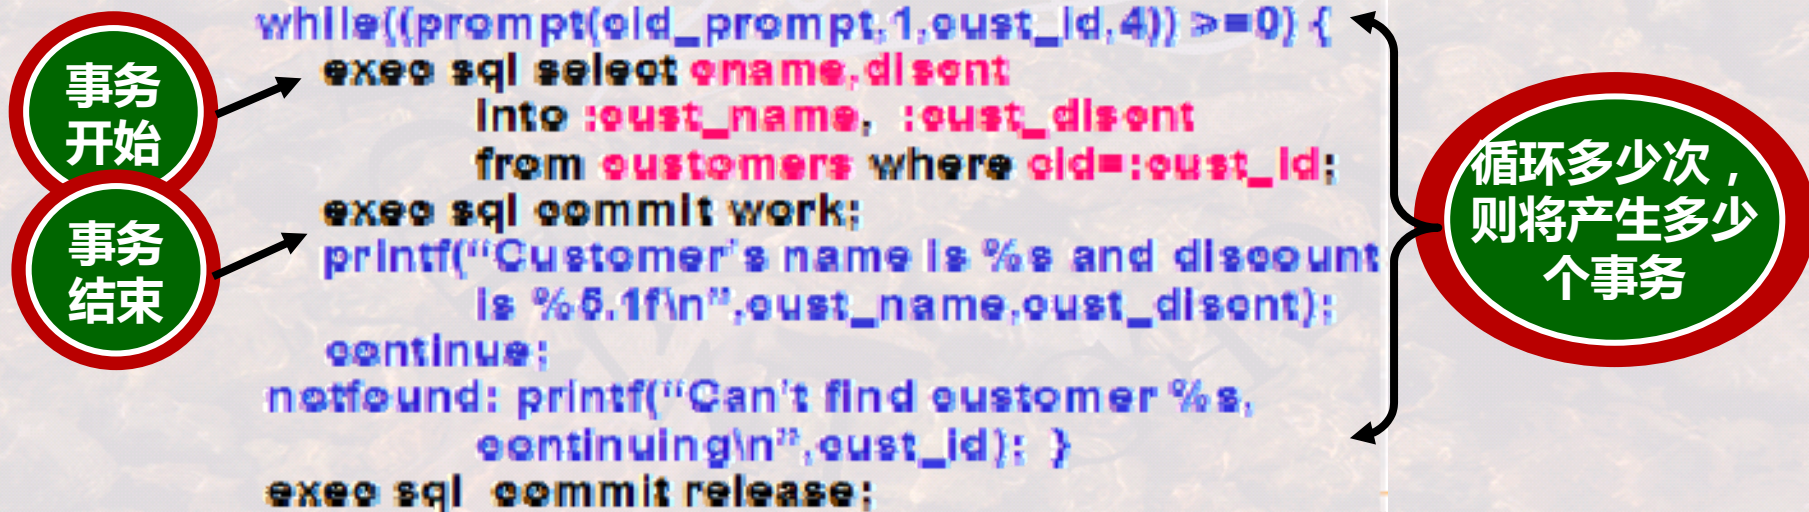 while((prompt(cid_prompt,1,cust_id,4)) >=0) {
exec sql select cname,discnt
into :cust_name, :cust_discnt
from customers where cid=:cust_id;
exec sql commit work;
printf("Customer's name is %s and discount
is %5.1f\n",cust_name,cust_discnt);
continue;
notfound: printf("Can't find customer %s,
continuing\n",cust_id); }
exec sql commit release;
事务
开始
事务
结束
循环多少次，
则将产生多少
个事务